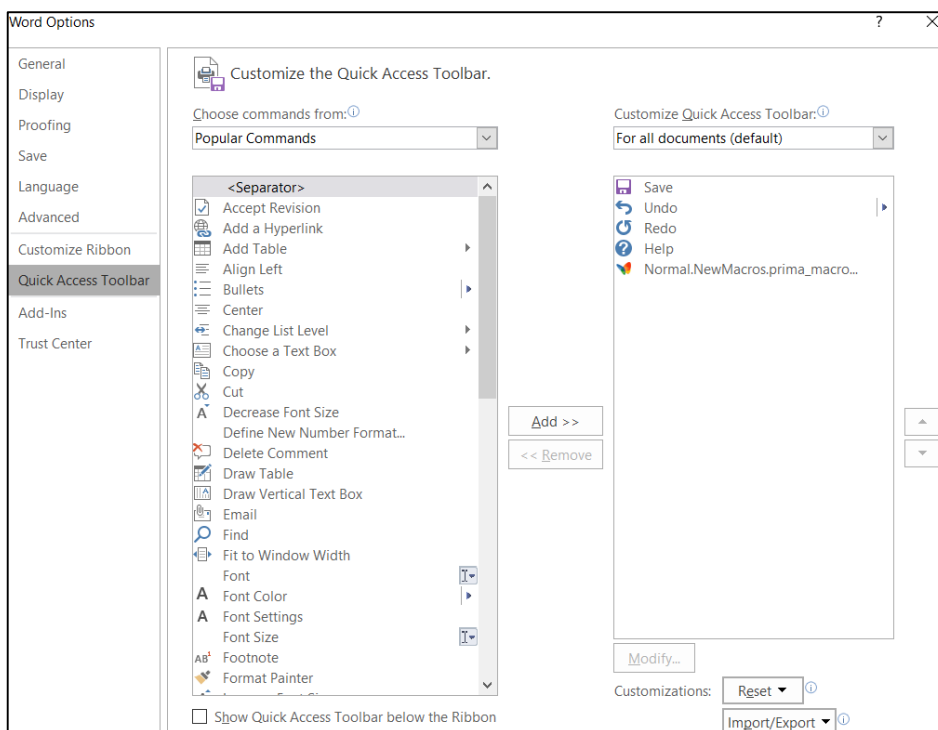 Word Options
?
General
Display
Proofing
Save
Language
Advanced
Customize Ribbon
Quick Access Toolbar
Add-Ins
Trust Center
Customize the Quick Access Toolbar.
Choose commands from:
Popular Commands
<Separator>
Accept Revision
Add a Hyperlink
Add Table
Align Left
Bullets
Center
Change List Level
Choose a Text Box
Copy
Cut
Decrease Font Size
Define New Number Format...
Delete Comment
Draw Table
Draw Vertical Text Box
Email
Find
Fit to Window Width
Font
Font Color
Font Settings
Font Size
Footnote
Format Painter
Show Quick Access Toolbar below the Ribbon
Add >>
<< Remove
Customize Quick Access Toolbar:
For all documents (default)
Save
Undo
Redo
Help
Normal.NewMacros.prima_macro...
Modify...
Customizations:
Reset
Import/Export